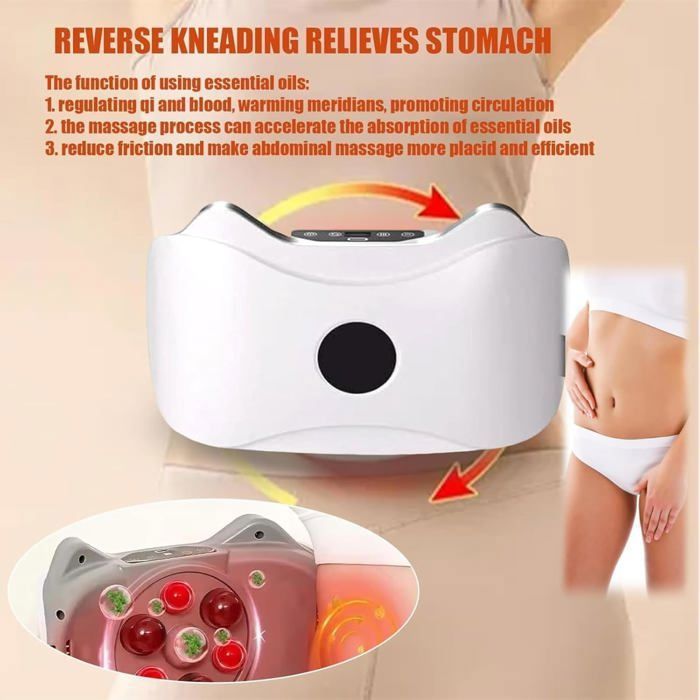 REVERSE KNEADING RELIEVES STOMACH
The function of using essential oils:
1. regulating qi and blood, warming meridians, promoting circulation
2. the massage process can accelerate the absorption of essential oils
3. reduce friction and make abdominal massage more placid and efficient